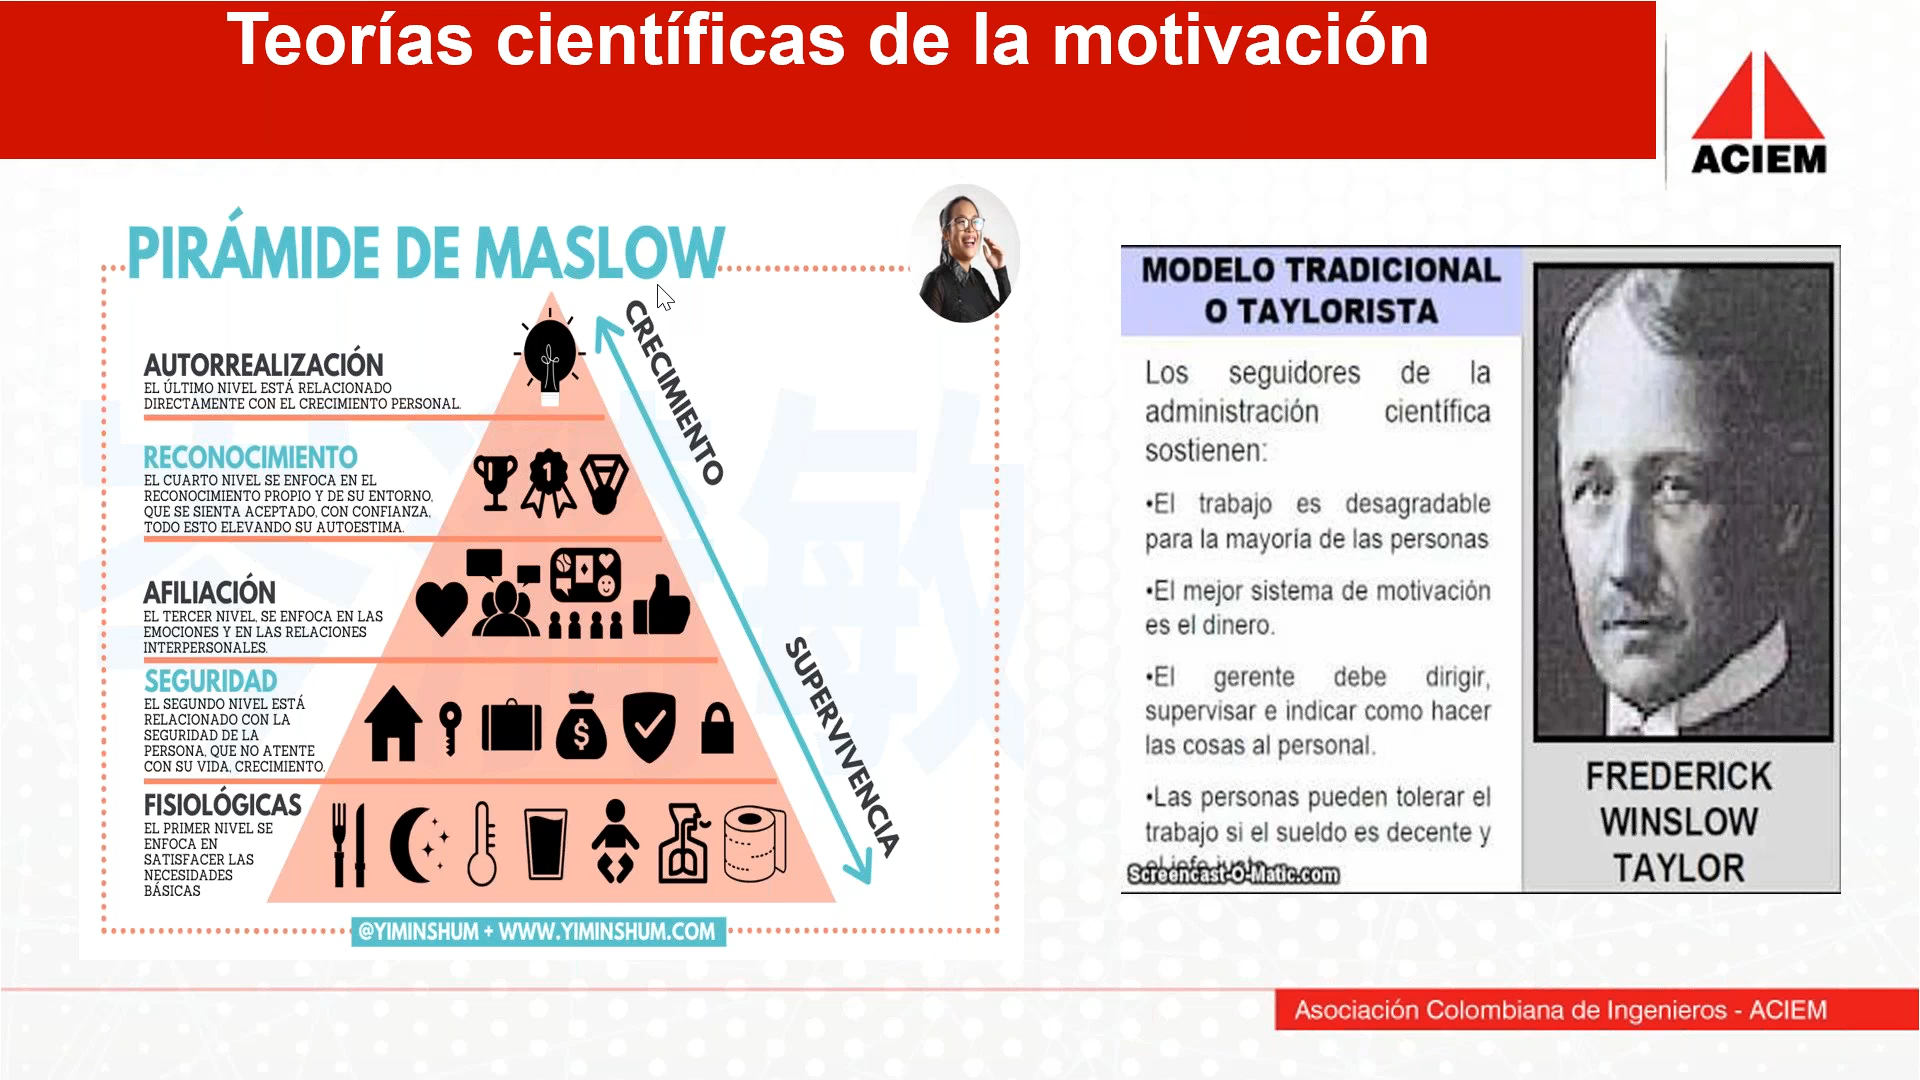 Teorías científicas de la motivación
ACIEM
PIRÁMIDE DE MASLOW
CRECIMIENTO
AUTORREALIZACIÓN
EL ÚLTIMO NIVEL ESTÁ RELACIONADO
DIRECTAMENTE CON EL CRECIMIENTO PERSONAL.
RECONOCIMIENTO
EL CUARTO NIVEL SE ENFOCA EN EL
RECONOCIMIENTO PROPIO Y DE SU ENTORNO,
QUE SE SIENTA ACEPTADO, CON CONFIANZA,
TODO ESTO ELEVANDO SU AUTOESTIMA.
1
AFILIACIÓN
EL TERCER NIVEL, SE ENFOCA EN LAS
EMOCIONES Y EN LAS RELACIONES
INTERPERSONALES.
SUPERVIVENCIA
SEGURIDAD
EL SEGUNDO NIVEL ESTÁ
RELACIONADO CON LA
SEGURIDAD DE LA
PERSONA, QUE NO ATENTE
CON SU VIDA, CRECIMIENTO.
$
FISIOLÓGICAS
EL PRIMER NIVEL SE
ENFOCA EN
SATISFACER LAS
NECESIDADES
BÁSICAS
@YIMINSHUM + WWW.YIMINSHUM.COM
MODELO TRADICIONAL
O TAYLORISTA
Los seguidores de la
administración científica
sostienen:
•El trabajo es desagradable
para la mayoría de las personas
•El mejor sistema de motivación
es el dinero.
•El gerente debe dirigir,
supervisar e indicar como hacer
las cosas al personal.
•Las personas pueden tolerar el
trabajo si el sueldo es decente y
el jefe justo
Screencast-O-Matic.com
FREDERICK
WINSLOW
TAYLOR
Asociación Colombiana de Ingenieros - ACIEM